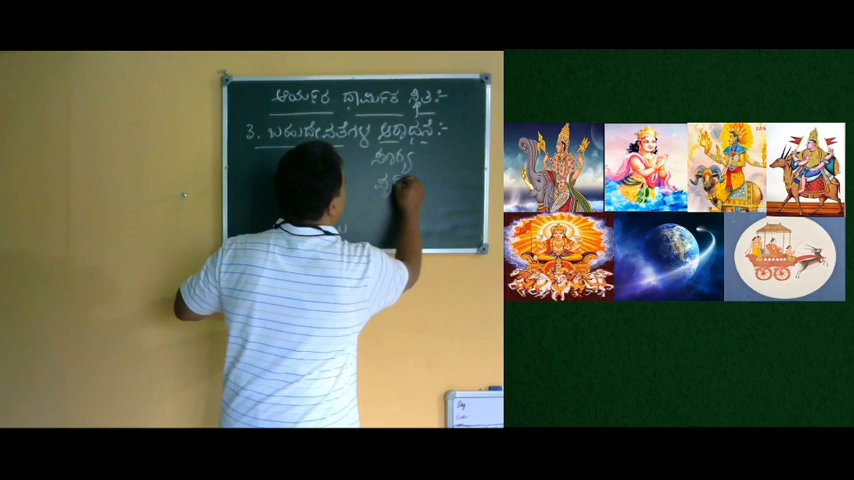 ಆರ್ಯರ ಧಾರ್ಮಿಕ ಸ್ಥಿತಿ:-
3. ಬಹುದೇವತೆಗಳ ಆರಾಧನೆ:-
ಸೂರ್ಯ